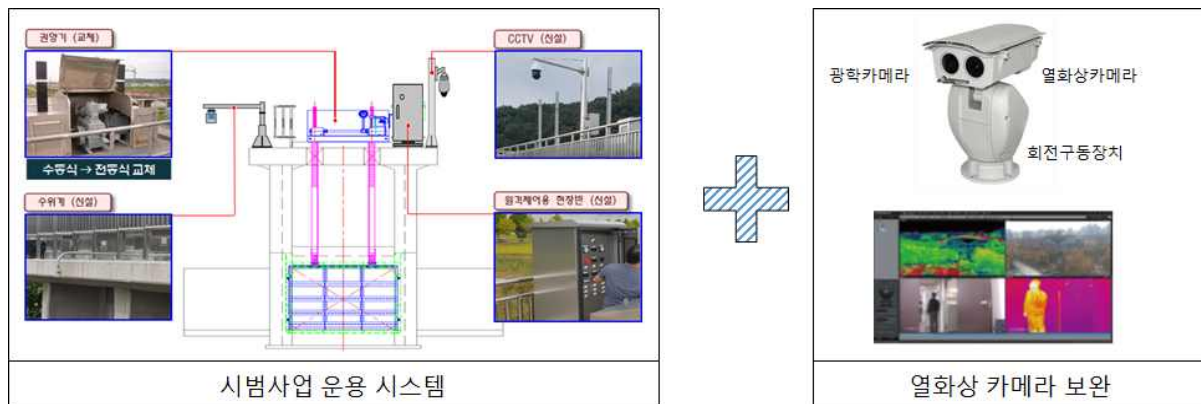 권양기 (교체)
CCTV (신설)
수동식 → 전동식 교체
수위계 (신설)
원격제어용 현장반 (신설)
시범사업 운용 시스템
광학카메라
열화상카메라
회전구동장치
열화상 카메라 보완